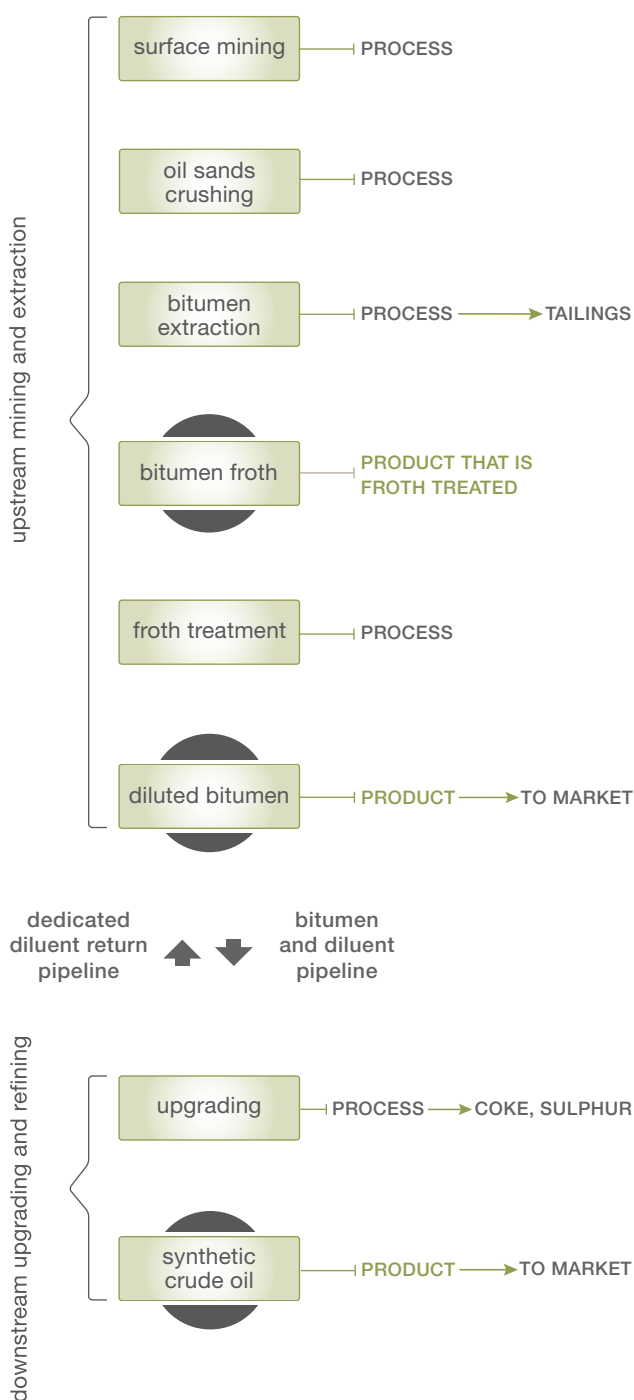 upstream mining and extraction
surface mining
PROCESS
oil sands
crushing
PROCESS
bitumen
extraction
PROCESS
TAILINGS
bitumen froth
PRODUCT THAT IS
FROTH TREATED
froth treatment
PROCESS
diluted bitumen
PRODUCT
TO MARKET
dedicated
diluent return
pipeline
bitumen
and diluent
pipeline
downstream upgrading and refining
upgrading
PROCESS
COKE, SULPHUR
synthetic
crude oil
PRODUCT
TO MARKET